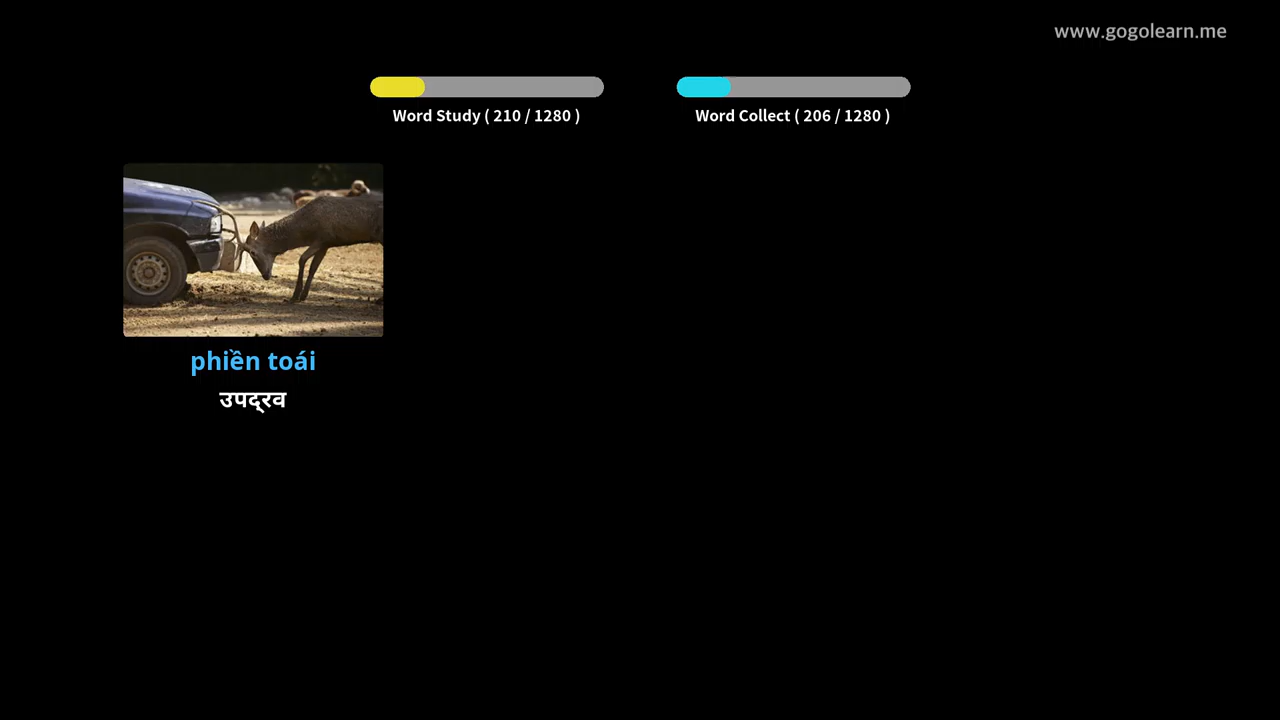 www.gogolearn.me
Word Study ( 210 / 1280 )
Word Collect ( 206 / 1280 )
phiền toái
उपद्रव